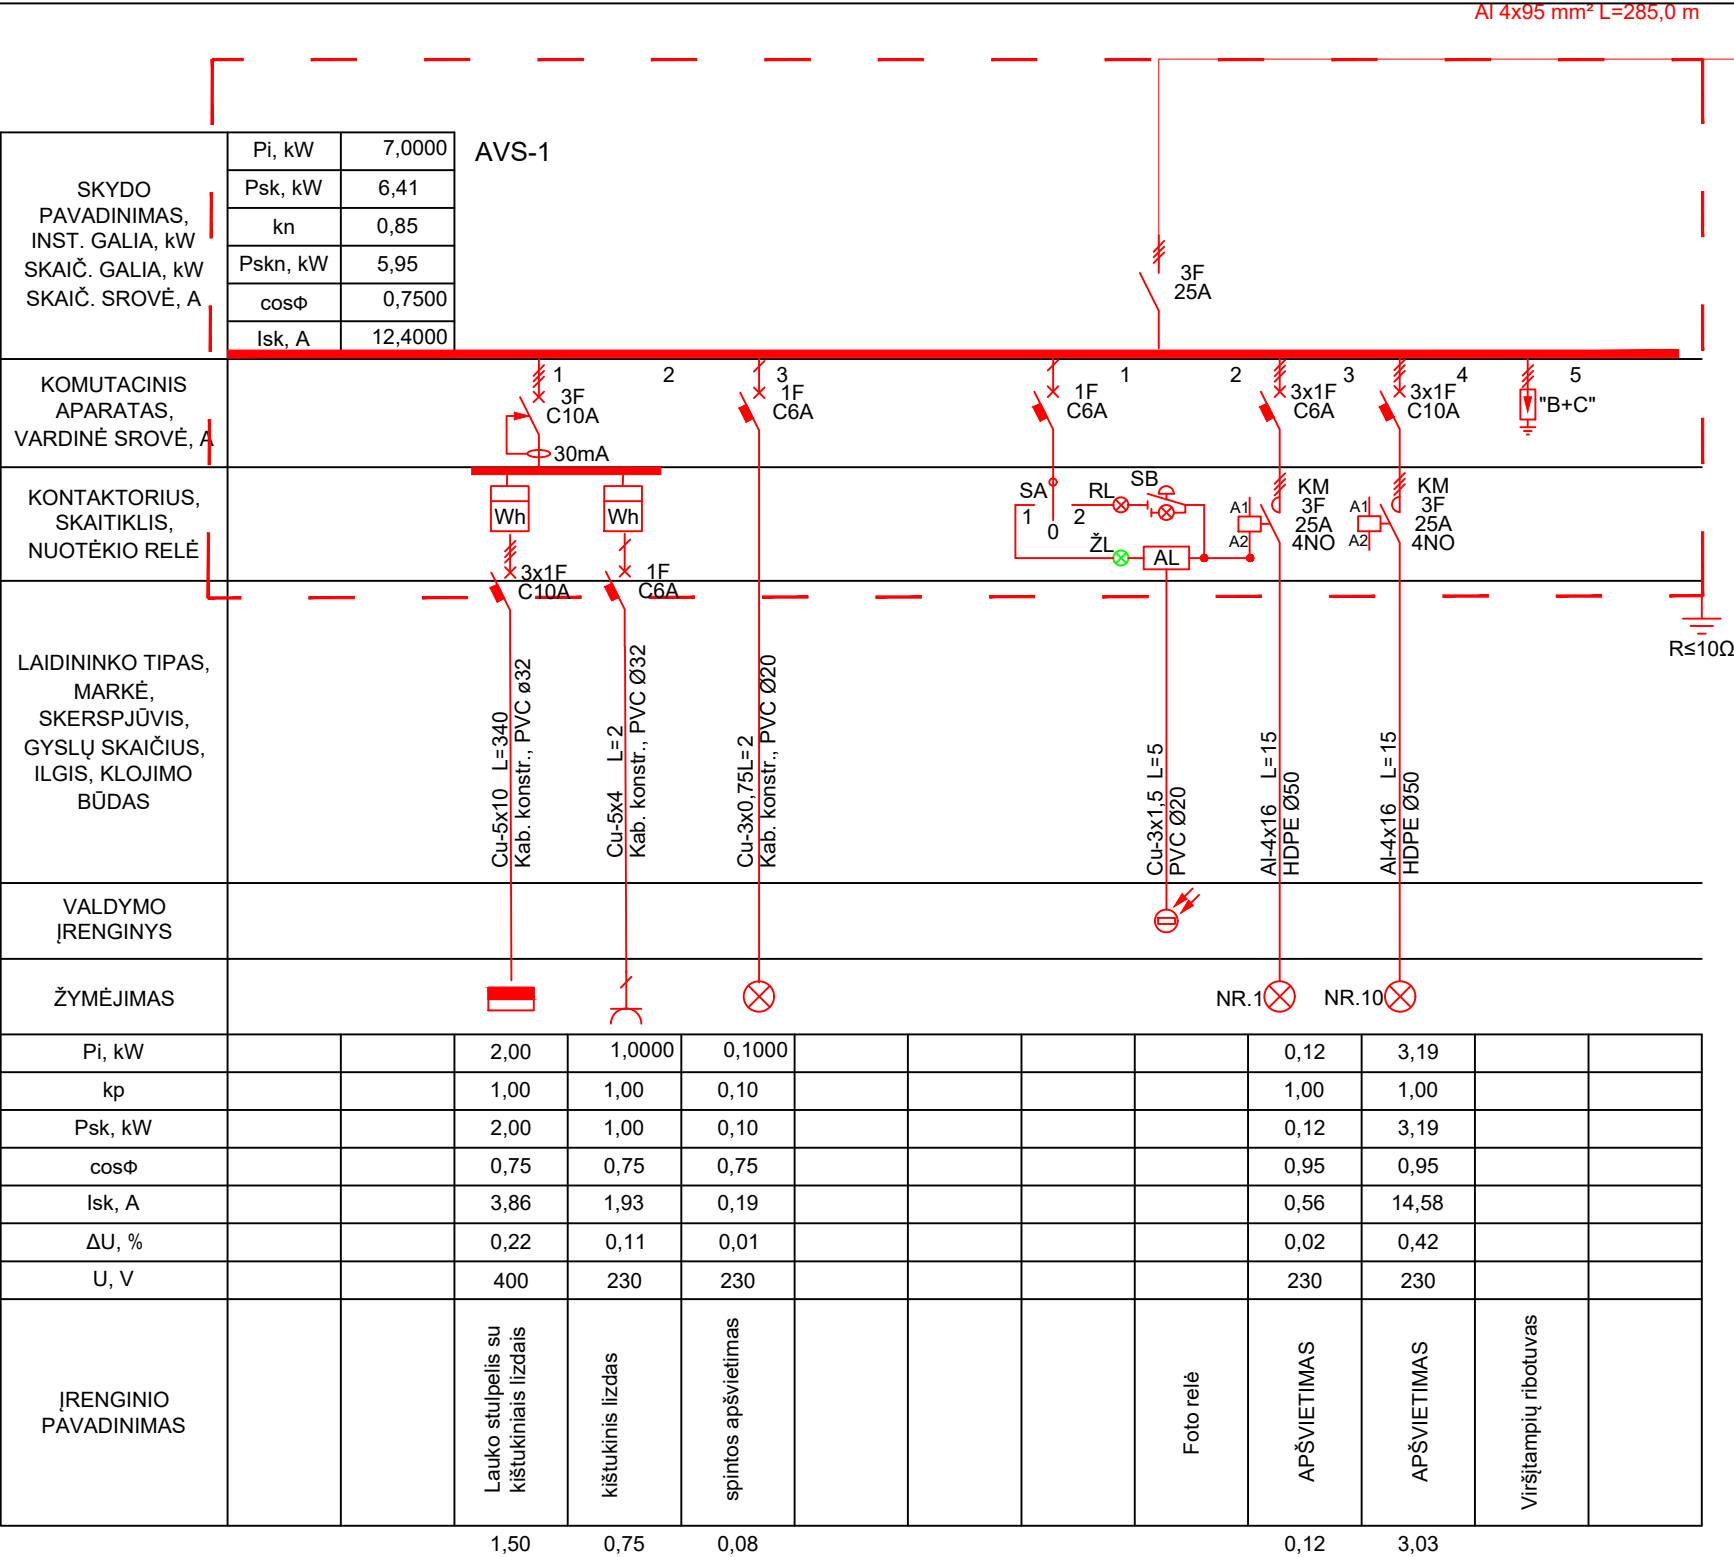 Al 4x95 mm² L=285,0 m
SKYDO
PAVADINIMAS,
INST. GALIA, kW
SKAIČ. GALIA, kW
SKAIČ. SROVĖ, A
Pi, kW 7,0000
Psk, kW 6,41
kn 0,85
Pskn, kW 5,95
cosΦ 0,7500
Isk, A 12,4000
AVS-1
3F
25A
KOMUTACINIS
APARATAS,
VARDINĖ SROVĖ, A
1 2 3 1 2 3 4 5
3F
C10A
30mA
1F
C6A
1F
C6A
3x1F
C6A
3x1F
C10A
"B+C"
KONTAKTORIUS,
SKAITIKLIS,
NUOTĖKIO RELĖ
Wh
Wh
SA
1
0
2
RL
SB
ŽL
AL
A1
A2
KM
3F
25A
4NO
A1
A2
KM
3F
25A
4NO
3x1F
C10A
1F
C6A
R≤10Ω
LAIDININKO TIPAS,
MARKĖ,
SKERSPJŪVIS,
GYSLŲ SKAIČIUS,
ILGIS, KLOJIMO
BŪDAS
Cu-5x10 L=340
Kab. konstr., PVC ø32
Cu-5x4 L=2
Kab. konstr., PVC Ø32
Cu-3x0,75L=2
Kab. konstr., PVC Ø20
Cu-3x1,5 L=5
PVC Ø20
Al-4x16 L=15
HDPE Ø50
Al-4x16 L=15
HDPE Ø50
VALDYMO
ĮRENGINYS
ŽYMĖJIMAS
NR.1
NR.10
Pi, kW 2,00 1,0000 0,1000 0,12 3,19
kp 1,00 1,00 0,10 1,00 1,00
Psk, kW 2,00 1,00 0,10 0,12 3,19
cosΦ 0,75 0,75 0,75 0,95 0,95
Isk, A 3,86 1,93 0,19 0,56 14,58
ΔU, % 0,22 0,11 0,01 0,02 0,42
U, V 400 230 230 230 230
ĮRENGINIO
PAVADINIMAS
Lauko stulpelis su
kištukiniais lizdais
kištukinis lizdas
spintos apšvietimas
Foto relė
APŠVIETIMAS
APŠVIETIMAS
Viršįtampių ribotuvas
1,50 0,75 0,08 0,12 3,03